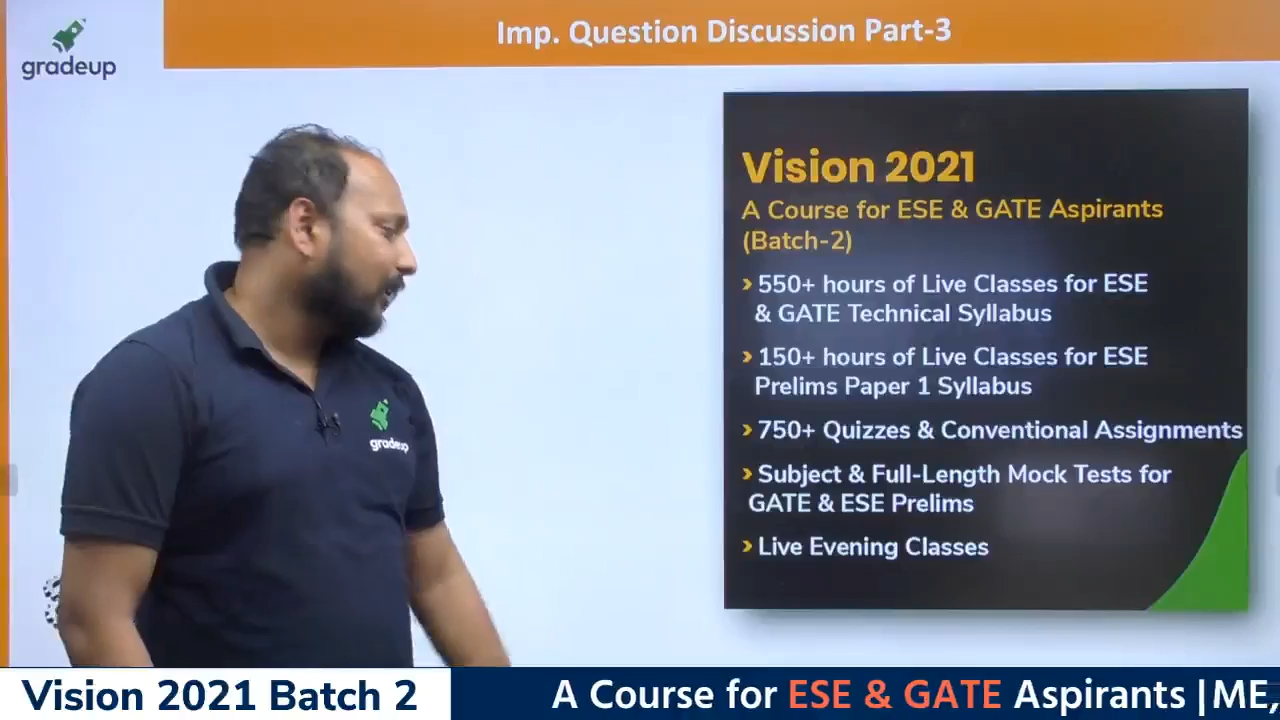 Imp. Question Discussion Part-3
gradeup
Vision 2021
A Course for ESE & GATE Aspirants
(Batch-2)
550+ hours of Live Classes for ESE
& GATE Technical Syllabus
150+ hours of Live Classes for ESE
Prelims Paper 1 Syllabus
750+ Quizzes & Conventional Assignments
Subject & Full-Length Mock Tests for
GATE & ESE Prelims
Live Evening Classes
gradeup
Vision 2021 Batch 2
A Course for ESE & GATE Aspirants | ME,